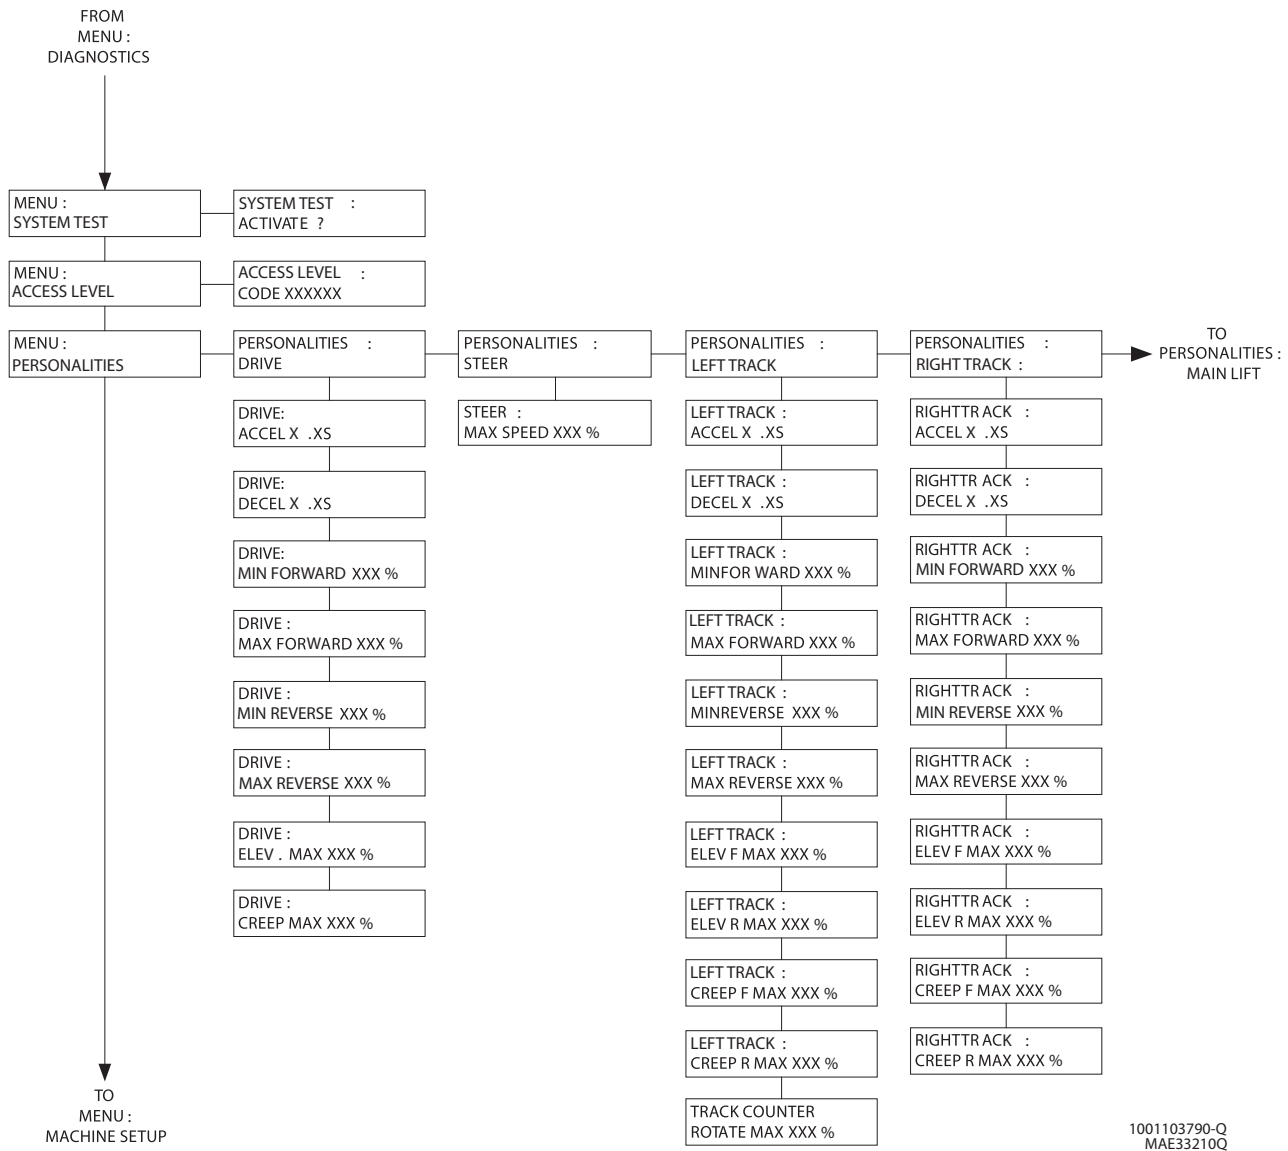 FROM
MENU :
DIAGNOSTICS
MENU :
SYSTEM TEST
SYSTEM TEST :
ACTIVATE ?
MENU :
ACCESS LEVEL
ACCESS LEVEL :
CODE XXXXXX
MENU :
PERSONALITIES
PERSONALITIES :
DRIVE
DRIVE:
ACCEL X .XS
DRIVE:
DECEL X .XS
DRIVE:
MIN FORWARD XXX %
DRIVE :
MAX FORWARD XXX %
DRIVE :
MIN REVERSE XXX %
DRIVE :
MAX REVERSE XXX %
DRIVE :
ELEV . MAX XXX %
DRIVE :
CREEP MAX XXX %
PERSONALITIES :
STEER
STEER :
MAX SPEED XXX %
PERSONALITIES :
LEFT TRACK
LEFT TRACK :
ACCEL X .XS
LEFT TRACK :
DECEL X .XS
LEFT TRACK :
MINFOR WARD XXX %
LEFT TRACK :
MAX FORWARD XXX %
LEFT TRACK :
MINREVERSE XXX %
LEFT TRACK :
MAX REVERSE XXX %
LEFT TRACK :
ELEV F MAX XXX %
LEFT TRACK :
ELEV R MAX XXX %
LEFT TRACK :
CREEP F MAX XXX %
LEFT TRACK :
CREEP R MAX XXX %
TRACK COUNTER
ROTATE MAX XXX %
PERSONALITIES :
RIGHT TRACK :
RIGHTTR ACK :
ACCEL X .XS
RIGHTTR ACK :
DECEL X .XS
RIGHTTR ACK :
MIN FORWARD XXX %
RIGHTTR ACK :
MAX FORWARD XXX %
RIGHTTR ACK :
MIN REVERSE XXX %
RIGHTTR ACK :
MAX REVERSE XXX %
RIGHTTR ACK :
ELEV F MAX XXX %
RIGHTTR ACK :
ELEV R MAX XXX %
RIGHTTR ACK :
CREEP F MAX XXX %
RIGHTTR ACK :
CREEP R MAX XXX %
TO
PERSONALITIES :
MAIN LIFT
TO
MENU :
MACHINE SETUP
1001103790-Q
MAE33210Q